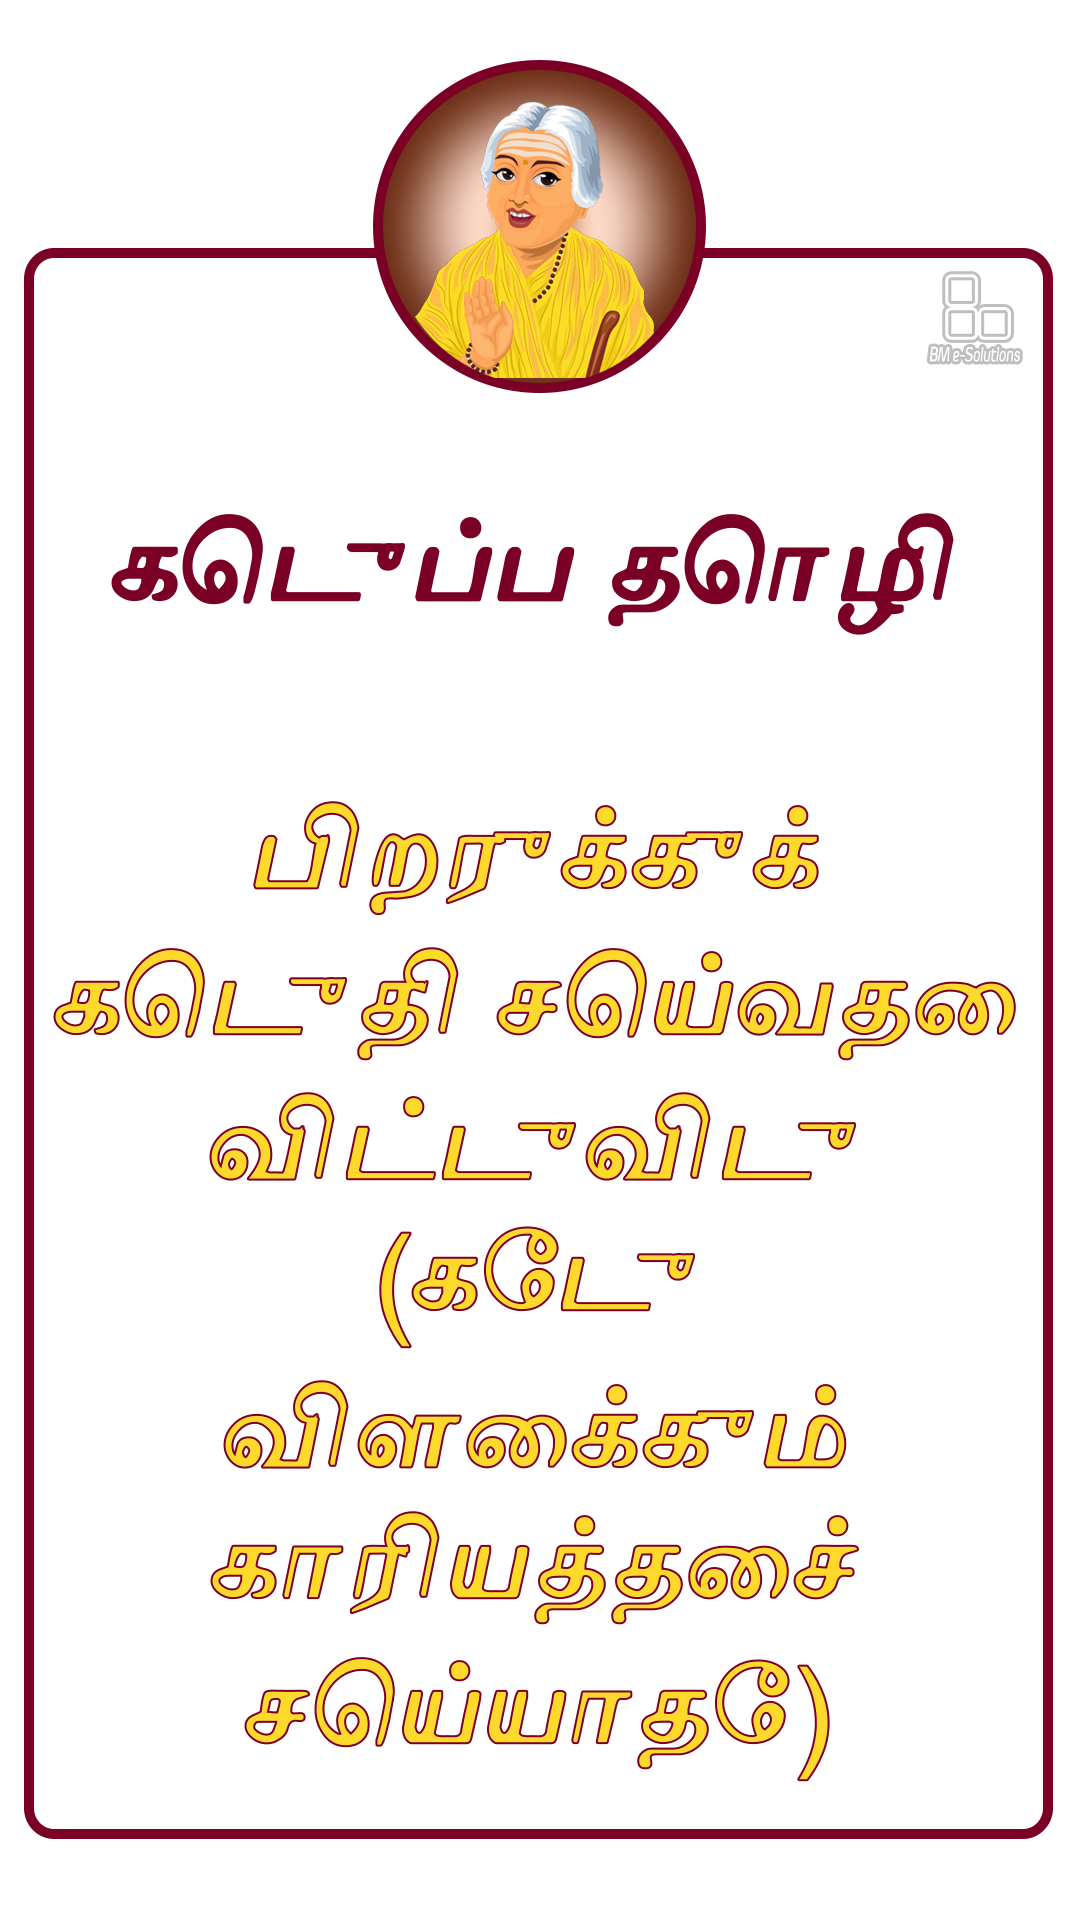 BM e-Solutions
கெடுப்ப தொழி
பிறருக்குக்
கெடுதி செய்வதை
விட்டுவிடு
(கேடு
விளைக்கும்
காரியத்தைச்
செய்யாதே)